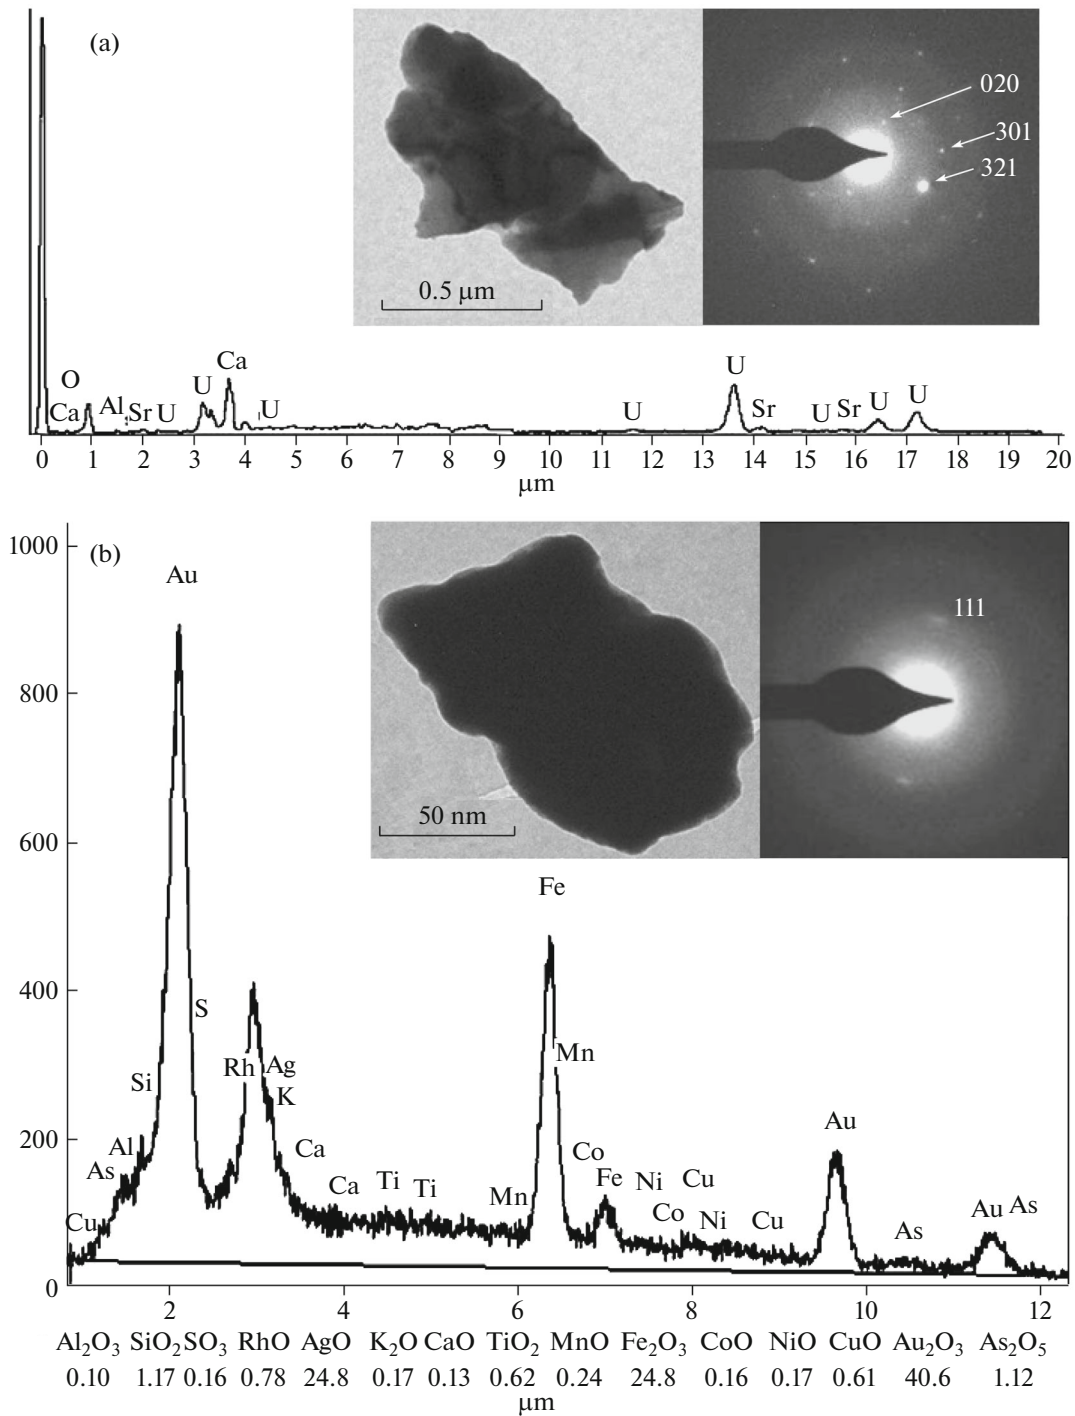 (a)
020
301
321
0.5 μm
Ca
O
U
U
Ca
Al
Sr
U
U
U
Sr
U
Sr
U
U
0 1 2 3 4 5 6 7 8 9 10 11 12 13 14 15 16 17 18 19 20
μm
1000
(b)
Au
111
800
50 nm
600
Fe
400
S
Mn
Rh
Ag
Si
K
200
Au
Al
Ca
Co
As
Fe
Ni
Cu
Ca
Ti
Ti
Mn
Au
As
Cu
Co
Ni
Cu
As
0
2 4 6 8 10 12
Al₂O₃ SiO₂ SO₃ RhO AgO K₂O CaO TiO₂ MnO Fe₂O₃ CoO NiO CuO Au₂O₃ As₂O₅
0.10 1.17 0.16 0.78 24.8 0.17 0.13 0.62 0.24 24.8 0.16 0.17 0.61 40.6 1.12
μm